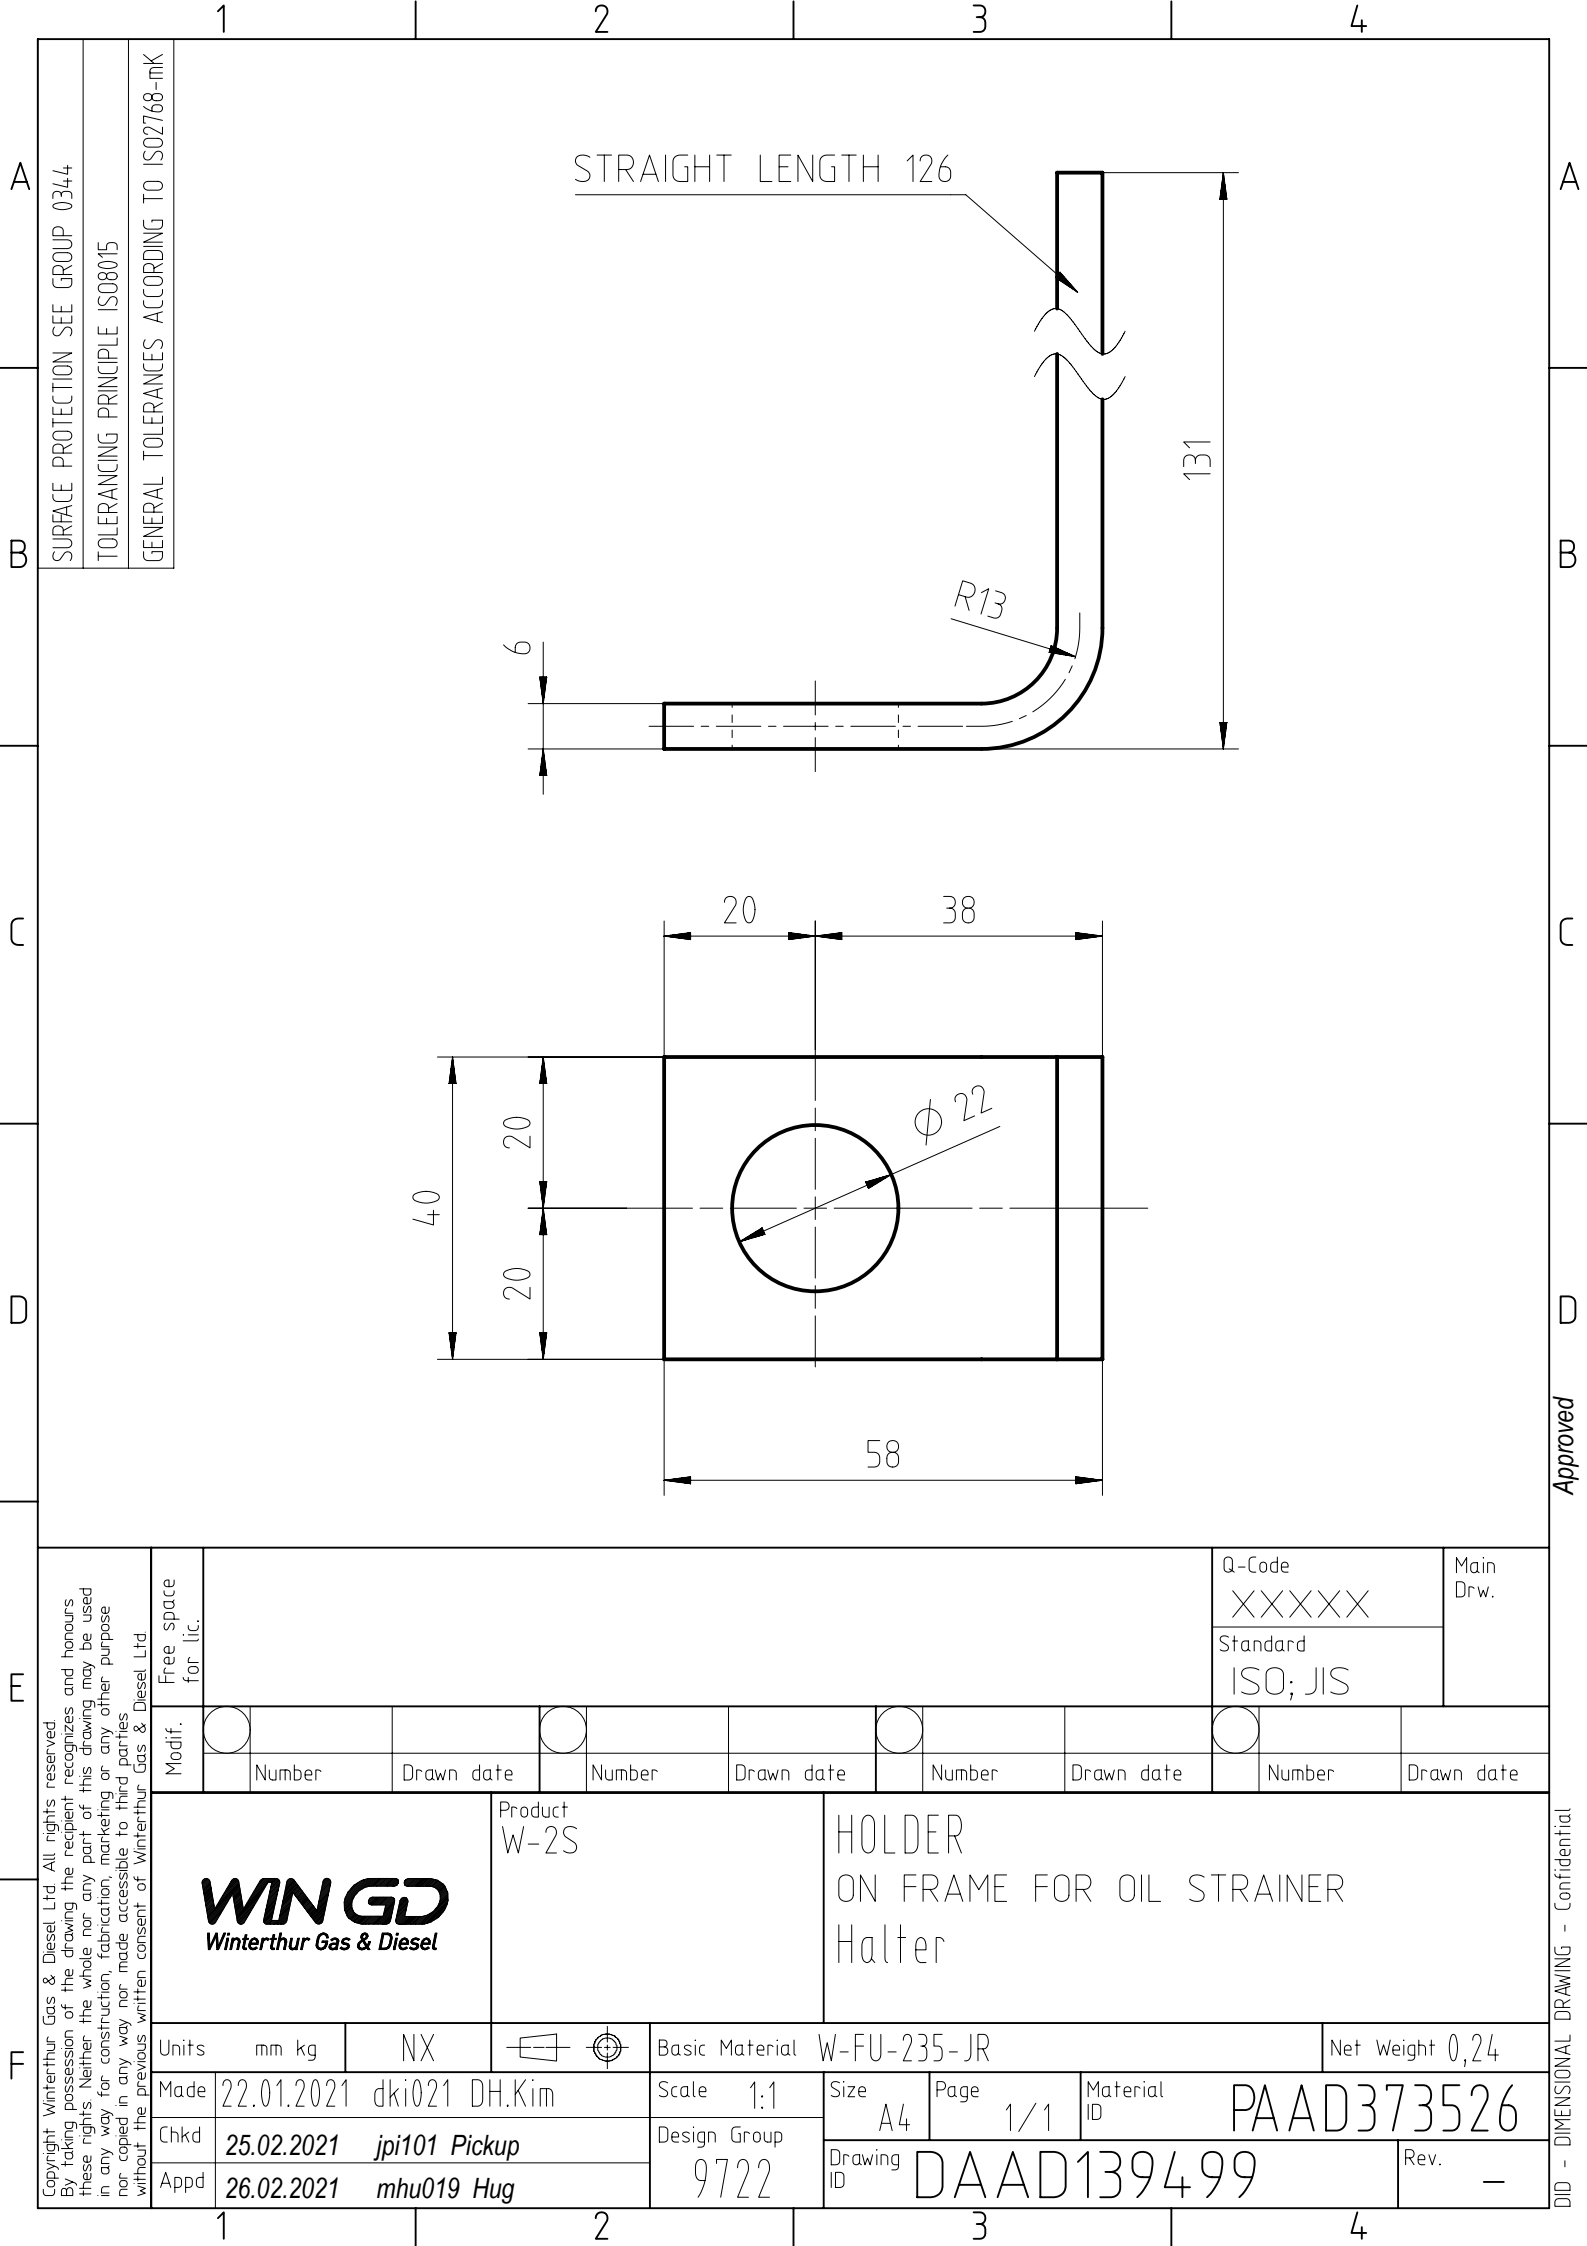 1 2 3 4
A
B
C
D
E
F
A
B
C
D
SURFACE PROTECTION SEE GROUP 0344
TOLERANCING PRINCIPLE ISO8015
GENERAL TOLERANCES ACCORDING TO ISO2768-mK
STRAIGHT LENGTH 126
131
R13
6
20 38
⌀ 22
20
40
20
58
Approved
Copyright Winterthur Gas & Diesel Ltd. All rights reserved.
By taking possession of the drawing the recipient recognizes and honours
these rights. Neither the whole nor any part of this drawing may be used
in any way for construction, fabrication, marketing or any other purpose
nor copied in any way nor made accessible to third parties
without the previous written consent of Winterthur Gas & Diesel Ltd.
Free space
for lic.
Q-Code
XXXXX
Main
Drw.
Standard
ISO; JIS
Modif.
Number Drawn date Number Drawn date Number Drawn date Number Drawn date
WIN GD
Winterthur Gas & Diesel
Product
W-2S
HOLDER
ON FRAME FOR OIL STRAINER
Halter
Units mm kg NX Basic Material W-FU-235-JR Net Weight 0,24
Made 22.01.2021 dki021 DH.Kim Scale 1:1 Size A4 Page 1/1 Material ID PAAD373526
Chkd 25.02.2021 jpi101 Pickup Design Group
Appd 26.02.2021 mhu019 Hug 9722 Drawing ID DAAD139499 Rev. –
DID - DIMENSIONAL DRAWING - Confidential
1 2 3 4